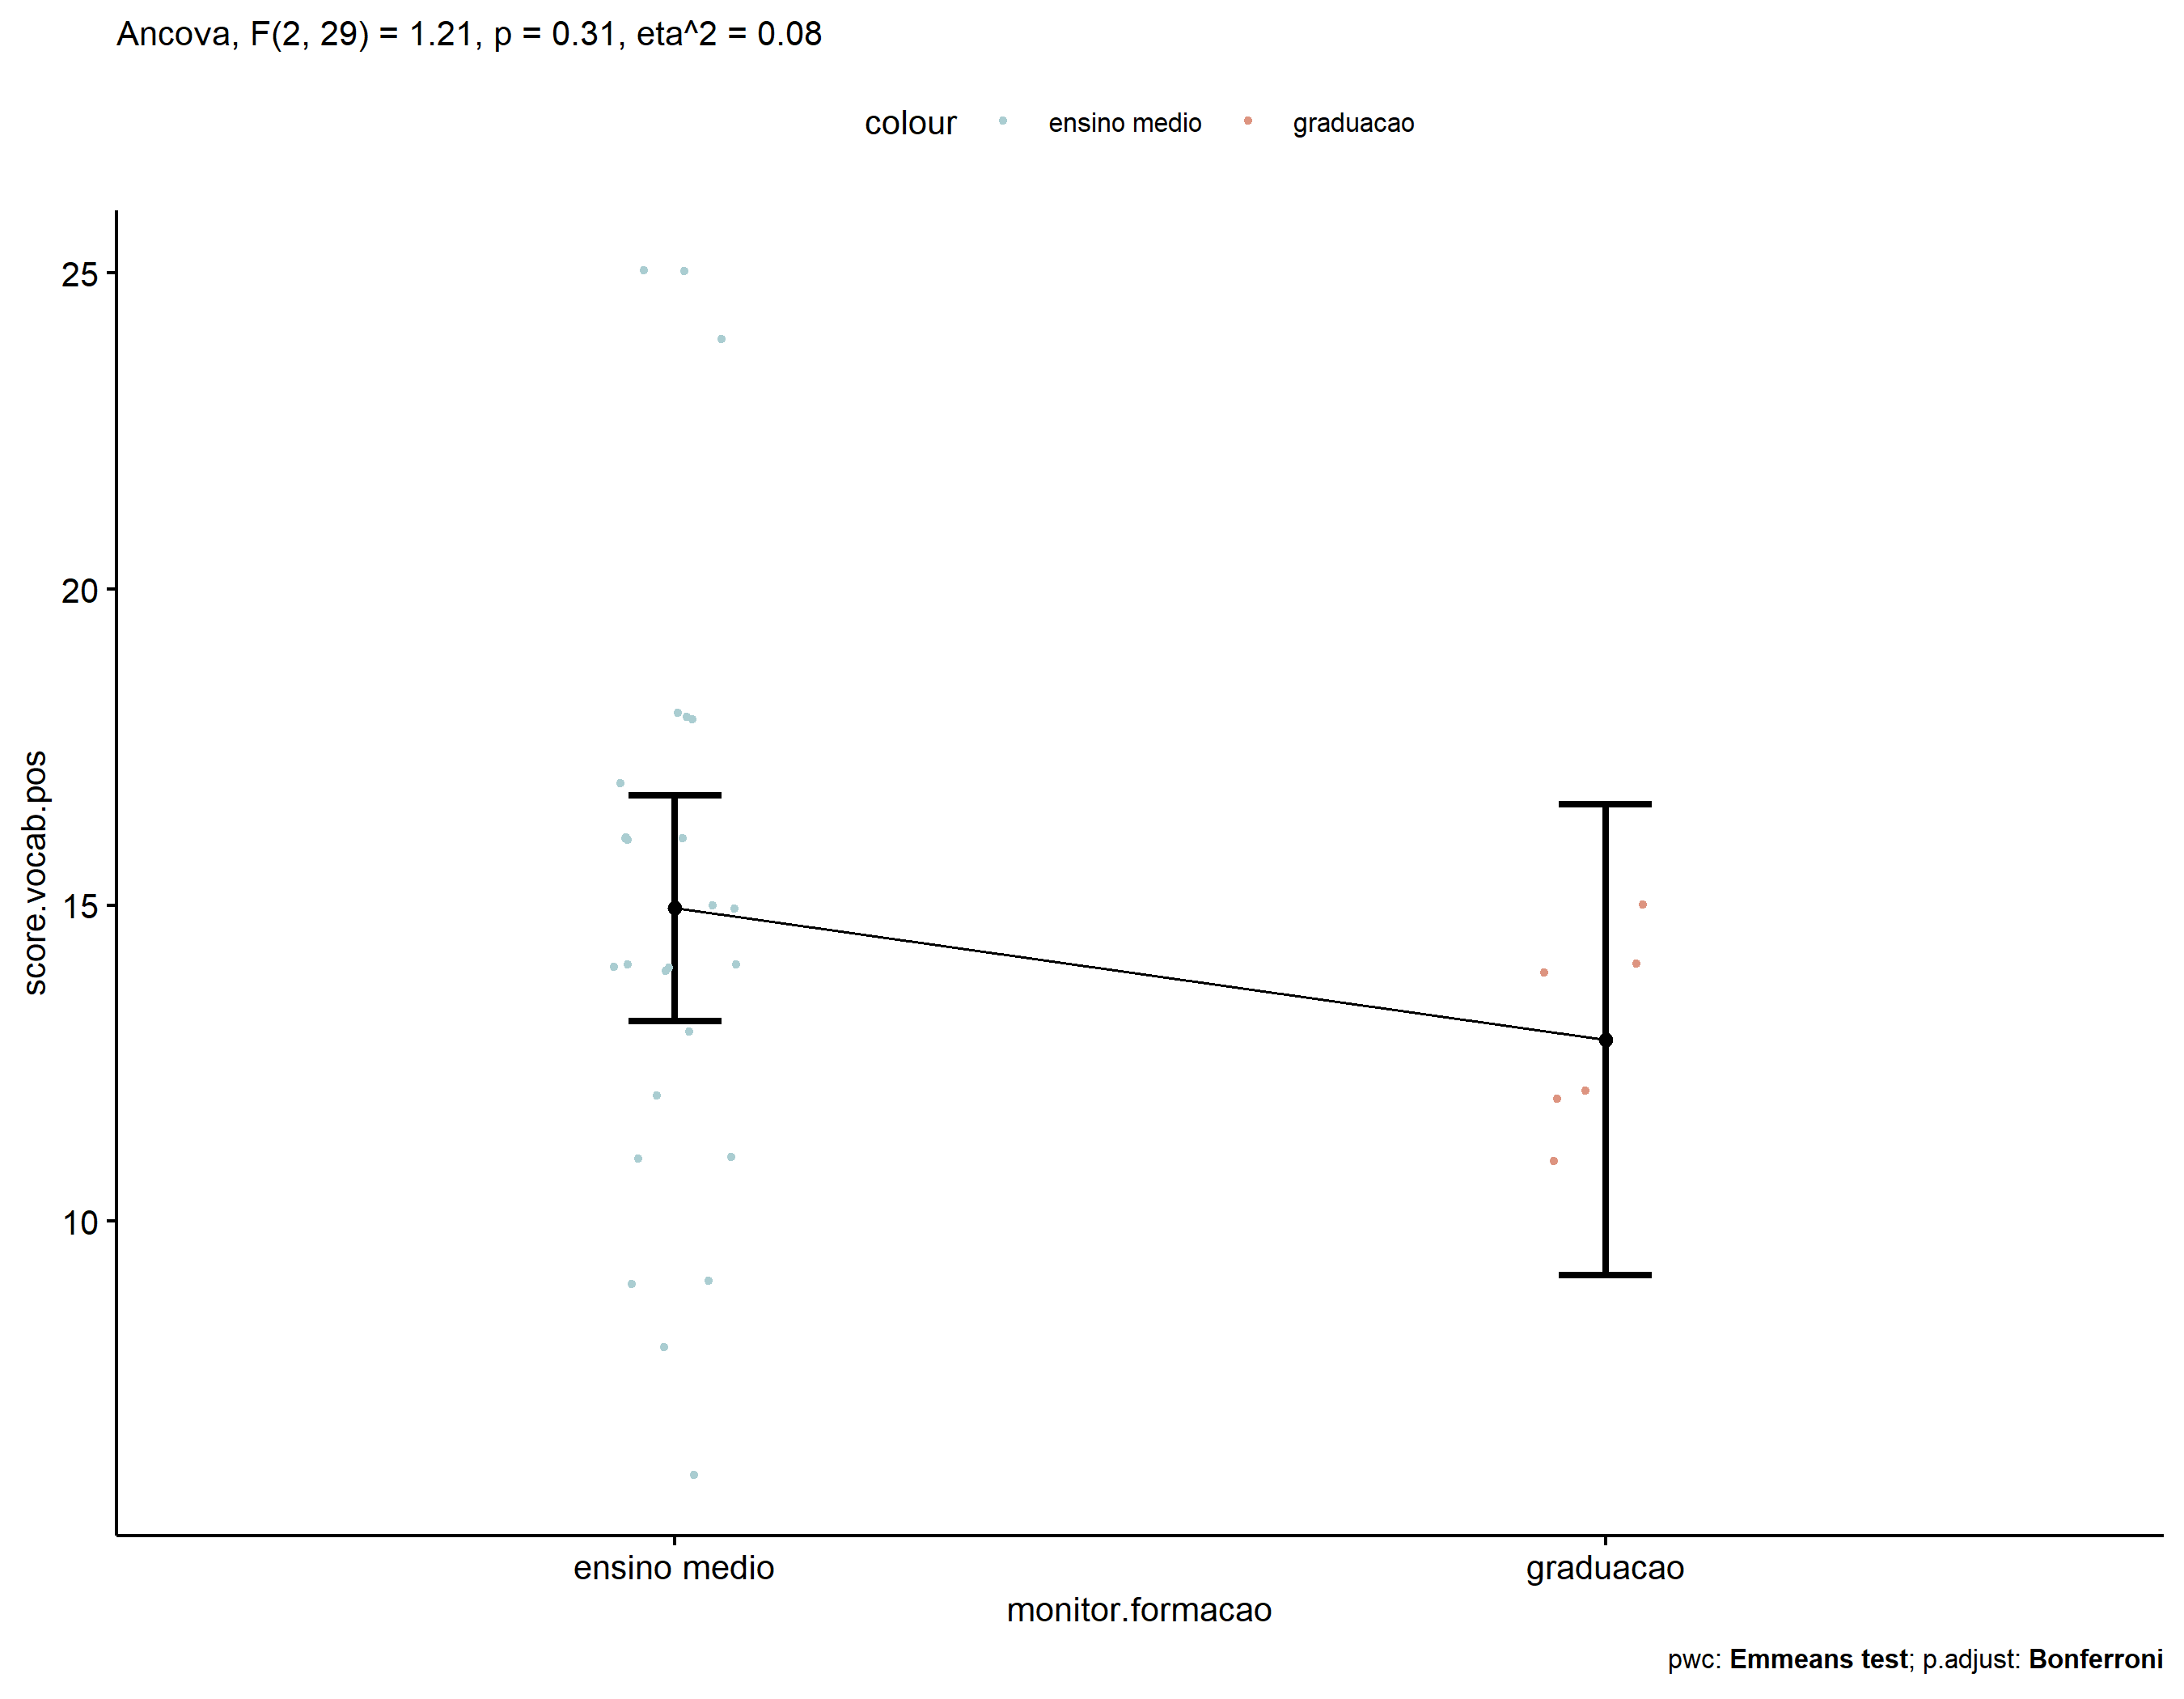 Ancova, F(2, 29) = 1.21, p = 0.31, eta^2 = 0.08
colour ensino medio graduacao
25
20
15
10
score.vocab.pos
ensino medio graduacao
monitor.formacao
pwc: Emmeans test; p.adjust: Bonferroni